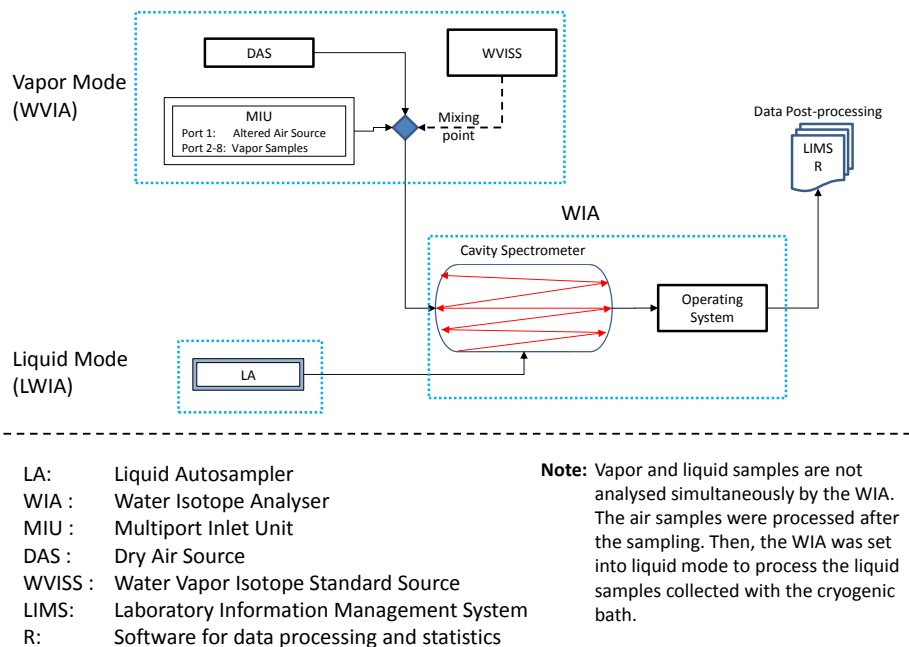 Vapor Mode
(WVIA)
DAS
WVISS
MIU
Port 1: Altered Air Source
Port 2-8: Vapor Samples
Mixing
point
Data Post-processing
LIMS
R
WIA
Cavity Spectrometer
Operating
System
Liquid Mode
(LWIA)
LA
LA: Liquid Autosampler
WIA : Water Isotope Analyser
MIU : Multiport Inlet Unit
DAS : Dry Air Source
WVISS : Water Vapor Isotope Standard Source
LIMS: Laboratory Information Management System
R: Software for data processing and statistics
Note: Vapor and liquid samples are not
analysed simultaneously by the WIA.
The air samples were processed after
the sampling. Then, the WIA was set
into liquid mode to process the liquid
samples collected with the cryogenic
bath.